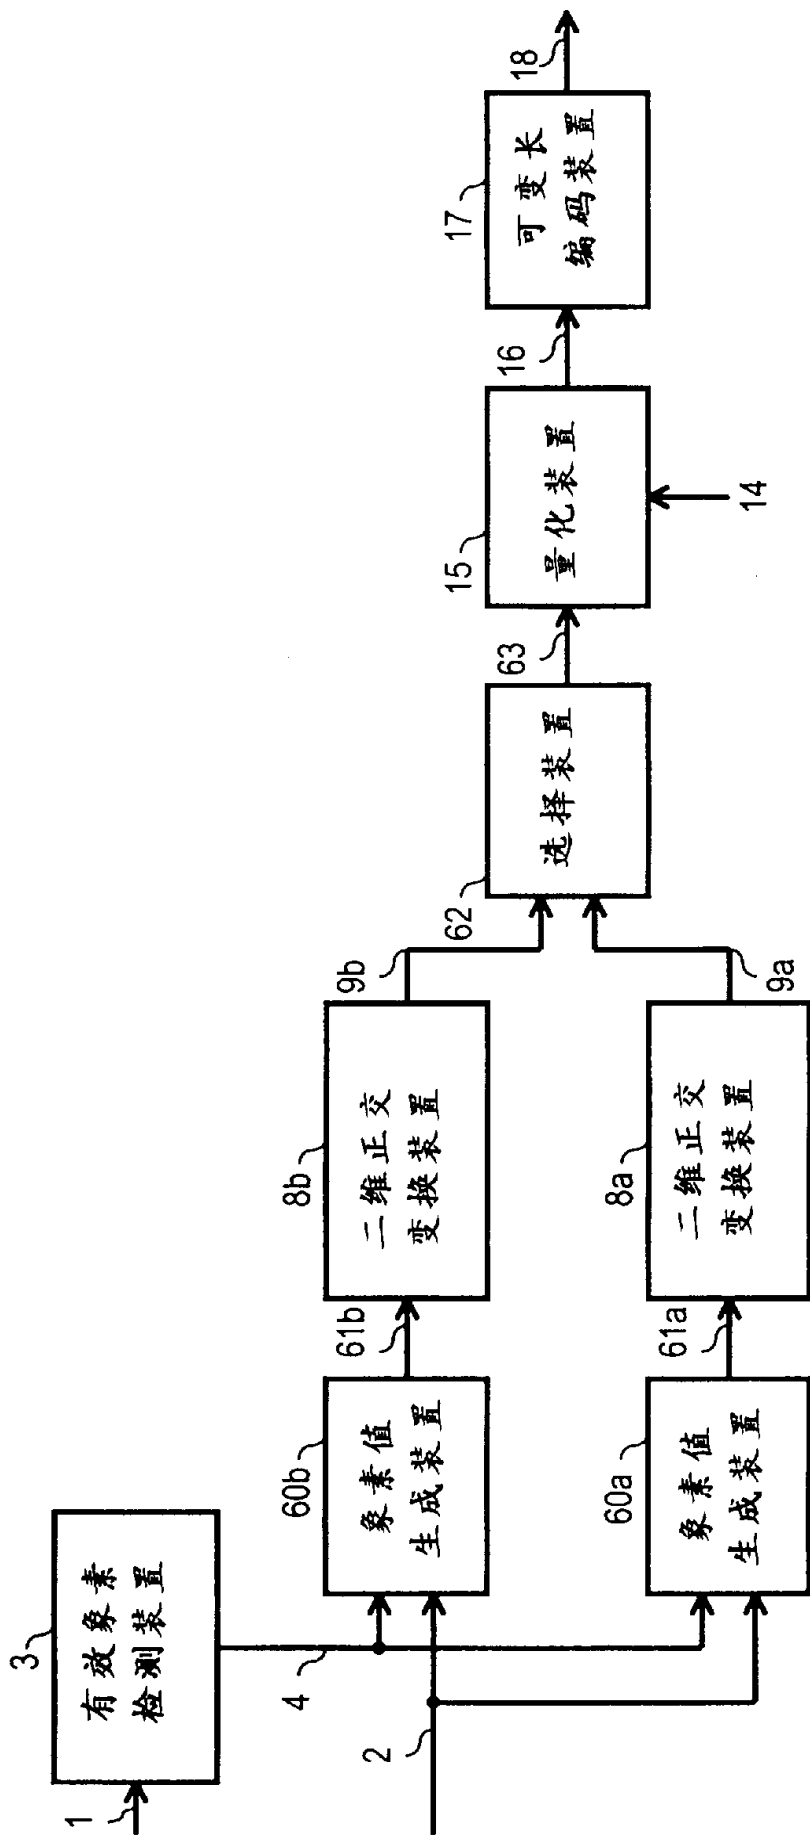 1
3
有效象素
检测装置
4
2
60b
象素值
生成装置
61b
8b
二维正交
变换装置
9b
60a
象素值
生成装置
61a
8a
二维正交
变换装置
9a
62
选择装置
63
15
量化装置
14
16
17
可变长
编码装置
18